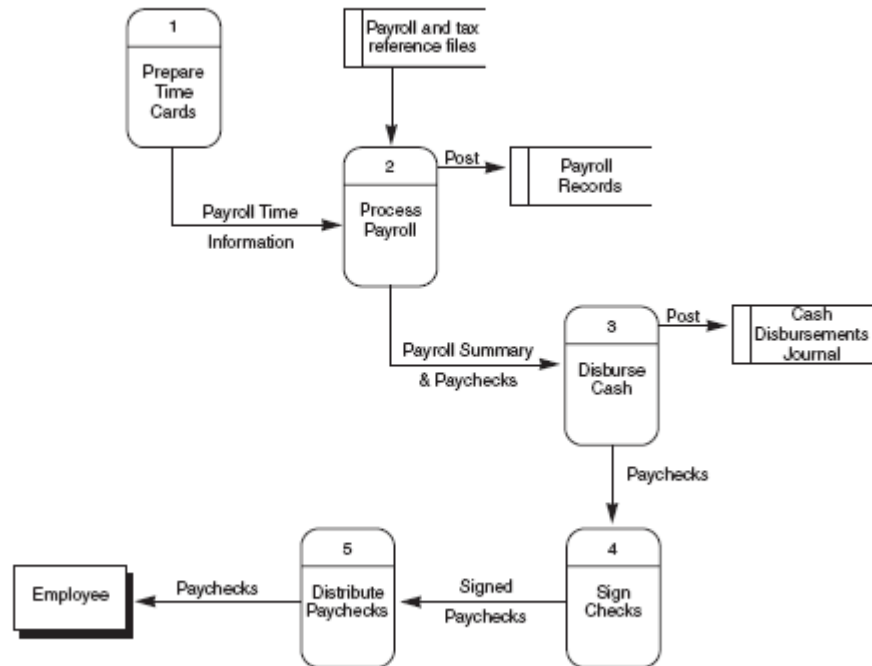 1
Prepare
Time
Cards
Payroll and tax
reference files
2
Process
Payroll
Post
Payroll
Records
Payroll Time
Information
3
Disburse
Cash
Post
Cash
Disbursements
Journal
Payroll Summary
& Paychecks
Paychecks
4
Sign
Checks
Signed
Paychecks
5
Distribute
Paychecks
Paychecks
Employee